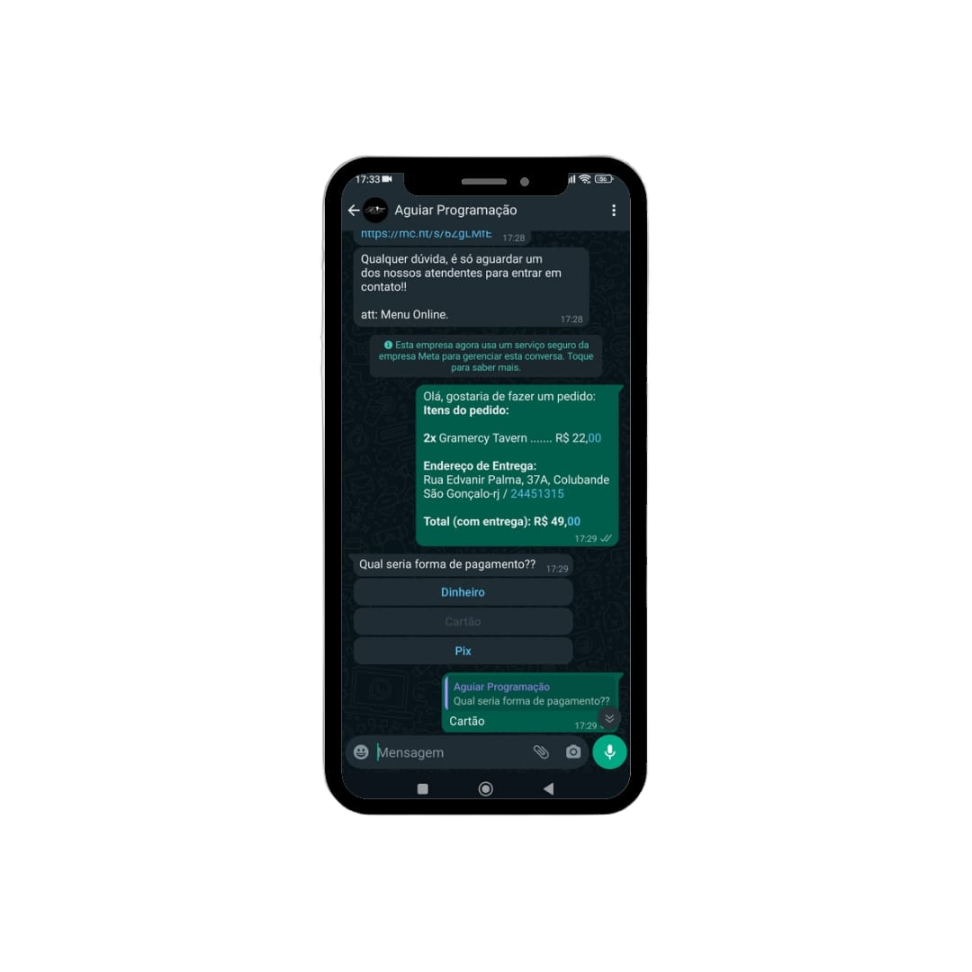 17:33
Aguiar Programação
https://mc.ht/s/6ZgLMfE 17:28
Qualquer dúvida, é só aguardar um
dos nossos atendentes para entrar em
contato!!
att: Menu Online.
17:28
Esta empresa agora usa um serviço seguro da
empresa Meta para gerenciar esta conversa. Toque
para saber mais.
Olá, gostaria de fazer um pedido:
Itens do pedido:
2x Gramercy Tavern ....... R$ 22,00
Endereço de Entrega:
Rua Edvanir Palma, 37A, Colubande
São Gonçalo-rj / 24451315
Total (com entrega): R$ 49,00
17:29
Qual seria forma de pagamento?? 17:29
Dinheiro
Cartão
Pix
Aguiar Programação
Qual seria forma de pagamento??
Cartão 17:29
Mensagem